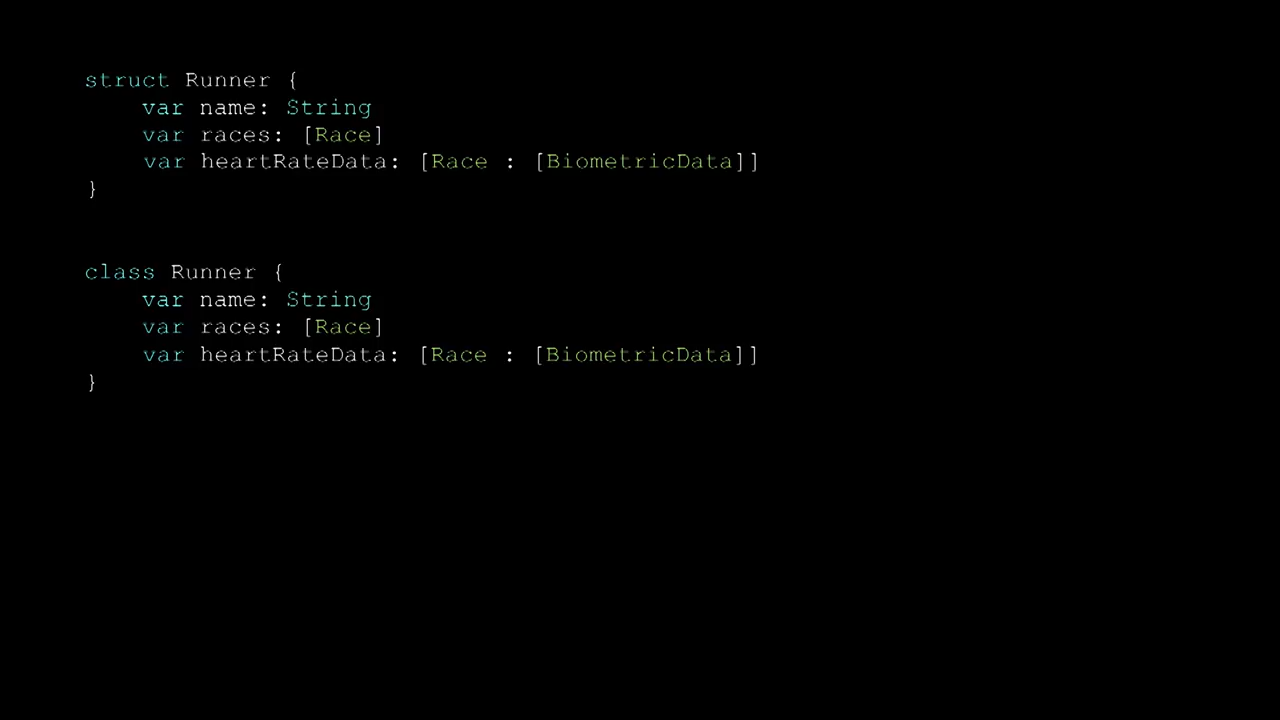 struct Runner {
    var name: String
    var races: [Race]
    var heartRateData: [Race : [BiometricData]]
}
class Runner {
    var name: String
    var races: [Race]
    var heartRateData: [Race : [BiometricData]]
}